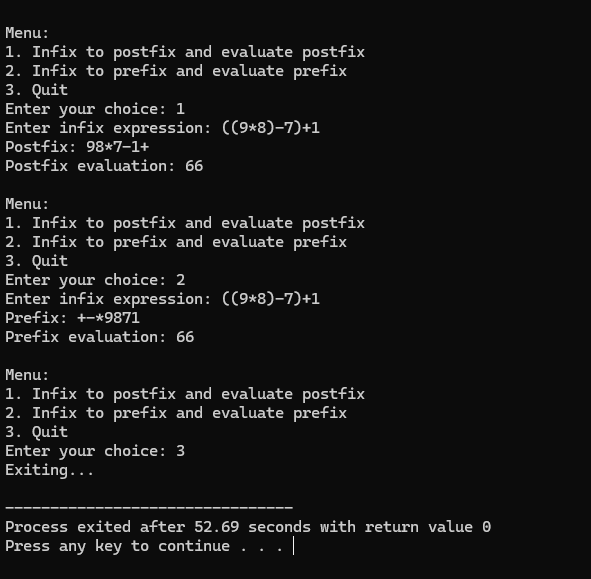 Menu:
1. Infix to postfix and evaluate postfix
2. Infix to prefix and evaluate prefix
3. Quit
Enter your choice: 1
Enter infix expression: ((9*8)-7)+1
Postfix: 98*7-1+
Postfix evaluation: 66
Menu:
1. Infix to postfix and evaluate postfix
2. Infix to prefix and evaluate prefix
3. Quit
Enter your choice: 2
Enter infix expression: ((9*8)-7)+1
Prefix: +-*9871
Prefix evaluation: 66
Menu:
1. Infix to postfix and evaluate postfix
2. Infix to prefix and evaluate prefix
3. Quit
Enter your choice: 3
Exiting...
--------------------------------
Process exited after 52.69 seconds with return value 0
Press any key to continue . . .